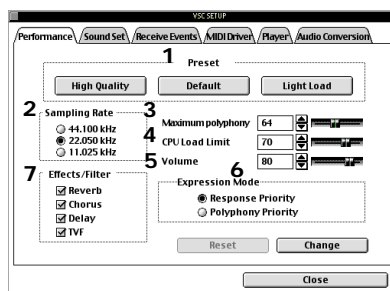 VSC SETUP
Performance Sound Set Receive Events MIDI Driver Player Audio Conversion
1
Preset
High Quality Default Light Load
2 Sampling Rate
44.100 kHz
22.050 kHz
11.025 kHz
3 Maximum polyphony 64
4 CPU Load Limit 70
5 Volume 80
6
Expression Mode
Response Priority
Polyphony Priority
7 Effects/Filter
Reverb
Chorus
Delay
TVF
Reset Change
Close